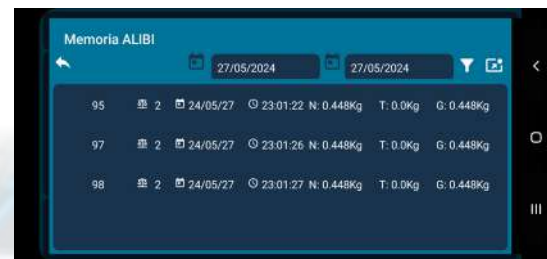 Memoria ALIBI
27/05/2024 27/05/2024
95 2 24/05/27 23:01:22 N: 0.448Kg T: 0.0Kg G: 0.448Kg
97 2 24/05/27 23:01:26 N: 0.448Kg T: 0.0Kg G: 0.448Kg
98 2 24/05/27 23:01:27 N: 0.448Kg T: 0.0Kg G: 0.448Kg